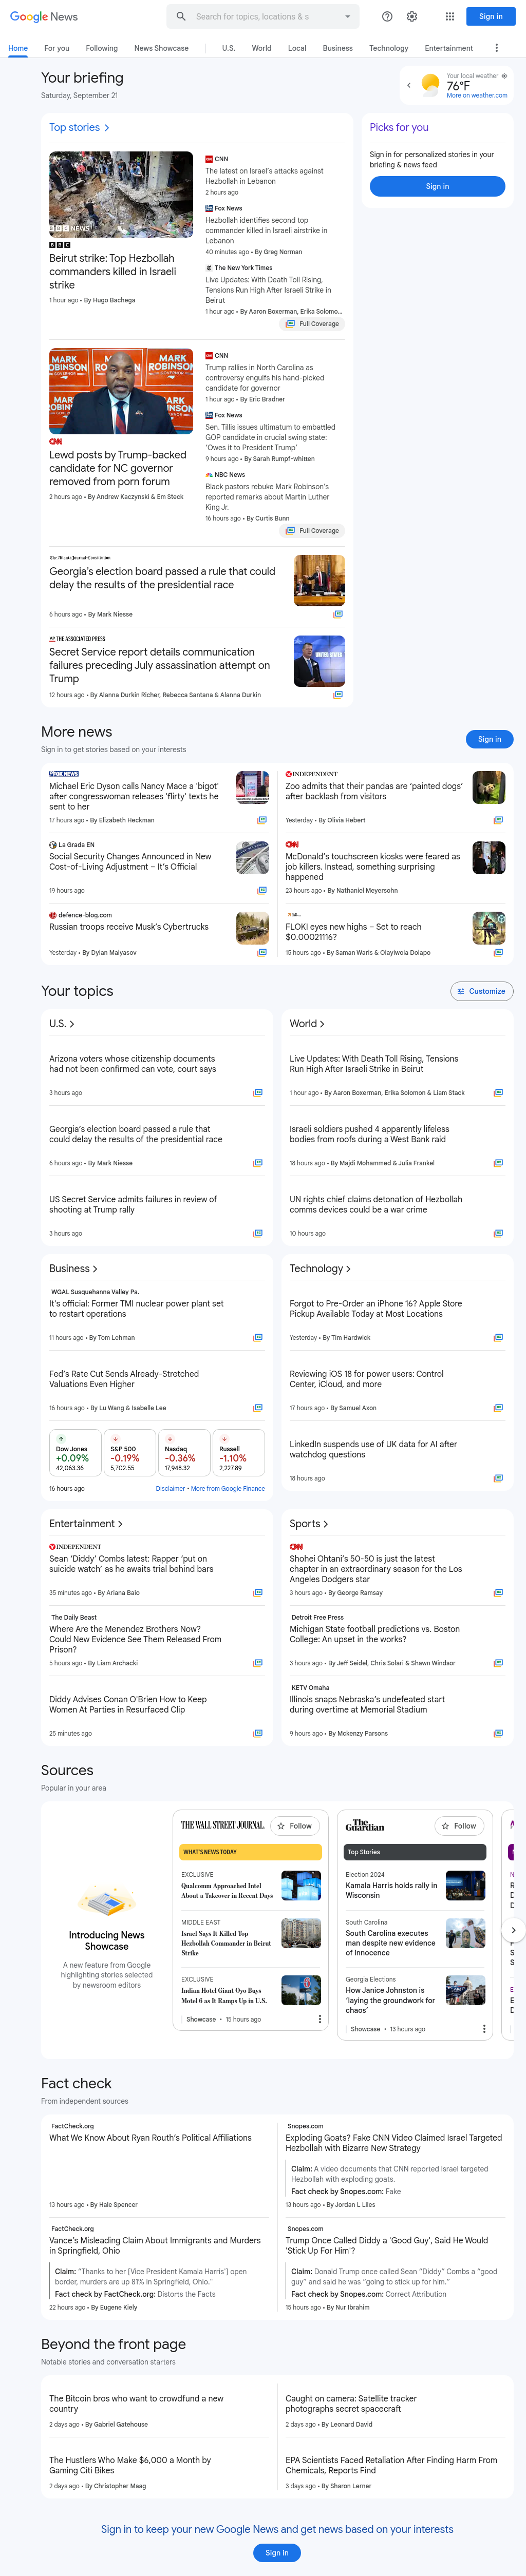 Google News
Search for topics, locations & s
Sign in
Home
For you
Following
News Showcase
U.S.
World
Local
Business
Technology
Entertainment
Your briefing
Saturday, September 21
Your local weather
76°F
More on weather.com
Top stories
Picks for you
Sign in for personalized stories in your
briefing & news feed
Sign in
BBC NEWS
BBC
Beirut strike: Top Hezbollah
commanders killed in Israeli
strike
1 hour ago • By Hugo Bachega
CNN
The latest on Israel's attacks against
Hezbollah in Lebanon
2 hours ago
Fox News
Hezbollah identifies second top
commander killed in Israeli airstrike in
Lebanon
40 minutes ago • By Greg Norman
The New York Times
Live Updates: With Death Toll Rising,
Tensions Run High After Israeli Strike in
Beirut
1 hour ago • By Aaron Boxerman, Erika Solomo...
Full Coverage
MARK ROBINSON
CNN
Lewd posts by Trump-backed
candidate for NC governor
removed from porn forum
2 hours ago • By Andrew Kaczynski & Em Steck
CNN
Trump rallies in North Carolina as
controversy engulfs his hand-picked
candidate for governor
1 hour ago • By Eric Bradner
Fox News
Sen. Tillis issues ultimatum to embattled
GOP candidate in crucial swing state:
'Owes it to President Trump'
9 hours ago • By Sarah Rumpf-whitten
NBC News
Black pastors rebuke Mark Robinson's
reported remarks about Martin Luther
King Jr.
16 hours ago • By Curtis Bunn
Full Coverage
The Atlanta Journal-Constitution
Georgia's election board passed a rule that could
delay the results of the presidential race
6 hours ago • By Mark Niesse
AP THE ASSOCIATED PRESS
Secret Service report details communication
failures preceding July assassination attempt on
Trump
12 hours ago • By Alanna Durkin Richer, Rebecca Santana & Alanna Durkin
More news
Sign in to get stories based on your interests
Sign in
FOX NEWS
Michael Eric Dyson calls Nancy Mace a 'bigot'
after congresswoman releases 'flirty' texts he
sent to her
17 hours ago • By Elizabeth Heckman
INDEPENDENT
Zoo admits that their pandas are 'painted dogs'
after backlash from visitors
Yesterday • By Olivia Hebert
La Grada EN
Social Security Changes Announced in New
Cost-of-Living Adjustment – It's Official
19 hours ago
CNN
McDonald's touchscreen kiosks were feared as
job killers. Instead, something surprising
happened
23 hours ago • By Nathaniel Meyersohn
defence-blog.com
Russian troops receive Musk's Cybertrucks
Yesterday • By Dylan Malyasov
FLOKI eyes new highs – Set to reach
$0.00021116?
15 hours ago • By Saman Waris & Olayiwola Dolapo
Your topics
Customize
U.S.
Arizona voters whose citizenship documents
had not been confirmed can vote, court says
3 hours ago
Georgia's election board passed a rule that
could delay the results of the presidential race
6 hours ago • By Mark Niesse
US Secret Service admits failures in review of
shooting at Trump rally
3 hours ago
World
Live Updates: With Death Toll Rising, Tensions
Run High After Israeli Strike in Beirut
1 hour ago • By Aaron Boxerman, Erika Solomon & Liam Stack
Israeli soldiers pushed 4 apparently lifeless
bodies from roofs during a West Bank raid
18 hours ago • By Majdi Mohammed & Julia Frankel
UN rights chief claims detonation of Hezbollah
comms devices could be a war crime
10 hours ago
Business
WGAL Susquehanna Valley Pa.
It's official: Former TMI nuclear power plant set
to restart operations
11 hours ago • By Tom Lehman
Fed's Rate Cut Sends Already-Stretched
Valuations Even Higher
16 hours ago • By Lu Wang & Isabelle Lee
Dow Jones
+0.09%
42,063.36
S&P 500
-0.19%
5,702.55
Nasdaq
-0.36%
17,948.32
Russell
-1.10%
2,227.89
16 hours ago
Disclaimer • More from Google Finance
Technology
Forgot to Pre-Order an iPhone 16? Apple Store
Pickup Available Today at Most Locations
Yesterday • By Tim Hardwick
Reviewing iOS 18 for power users: Control
Center, iCloud, and more
17 hours ago • By Samuel Axon
LinkedIn suspends use of UK data for AI after
watchdog questions
18 hours ago
Entertainment
INDEPENDENT
Sean 'Diddy' Combs latest: Rapper 'put on
suicide watch' as he awaits trial behind bars
35 minutes ago • By Ariana Baio
The Daily Beast
Where Are the Menendez Brothers Now?
Could New Evidence See Them Released From
Prison?
5 hours ago • By Liam Archacki
Diddy Advises Conan O'Brien How to Keep
Women At Parties in Resurfaced Clip
25 minutes ago
Sports
CNN
Shohei Ohtani's 50-50 is just the latest
chapter in an extraordinary season for the Los
Angeles Dodgers star
3 hours ago • By George Ramsay
Detroit Free Press
Michigan State football predictions vs. Boston
College: An upset in the works?
3 hours ago • By Jeff Seidel, Chris Solari & Shawn Windsor
KETV Omaha
Illinois snaps Nebraska's undefeated start
during overtime at Memorial Stadium
9 hours ago • By Mckenzy Parsons
Sources
Popular in your area
Introducing News
Showcase
A new feature from Google
highlighting stories selected
by newsroom editors
THE WALL STREET JOURNAL.
Follow
WHAT'S NEWS TODAY
EXCLUSIVE
Qualcomm Approached Intel
About a Takeover in Recent Days
MIDDLE EAST
Israel Says It Killed Top
Hezbollah Commander in Beirut
Strike
EXCLUSIVE
Indian Hotel Giant Oyo Buys
Motel 6 as It Ramps Up in U.S.
Showcase • 15 hours ago
The Guardian
Follow
Top Stories
Election 2024
Kamala Harris holds rally in
Wisconsin
South Carolina
South Carolina executes
man despite new evidence
of innocence
Georgia Elections
How Janice Johnston is
'laying the groundwork for
chaos'
Showcase • 13 hours ago
Fact check
From independent sources
FactCheck.org
What We Know About Ryan Routh's Political Affiliations
13 hours ago • By Hale Spencer
Snopes.com
Exploding Goats? Fake CNN Video Claimed Israel Targeted
Hezbollah with Bizarre New Strategy
Claim: A video documents that CNN reported Israel targeted
Hezbollah with exploding goats.
Fact check by Snopes.com: Fake
13 hours ago • By Jordan L Liles
FactCheck.org
Vance's Misleading Claim About Immigrants and Murders
in Springfield, Ohio
Claim: "Thanks to her [Vice President Kamala Harris'] open
border, murders are up 81% in Springfield, Ohio."
Fact check by FactCheck.org: Distorts the Facts
22 hours ago • By Eugene Kiely
Snopes.com
Trump Once Called Diddy a 'Good Guy', Said He Would
'Stick Up For Him'?
Claim: Donald Trump once called Sean "Diddy" Combs a "good
guy" and said he was "going to stick up for him."
Fact check by Snopes.com: Correct Attribution
15 hours ago • By Nur Ibrahim
Beyond the front page
Notable stories and conversation starters
The Bitcoin bros who want to crowdfund a new
country
2 days ago • By Gabriel Gatehouse
Caught on camera: Satellite tracker
photographs secret spacecraft
2 days ago • By Leonard David
The Hustlers Who Make $6,000 a Month by
Gaming Citi Bikes
2 days ago • By Christopher Maag
EPA Scientists Faced Retaliation After Finding Harm From
Chemicals, Reports Find
3 days ago • By Sharon Lerner
Sign in to keep your new Google News and get news based on your interests
Sign in